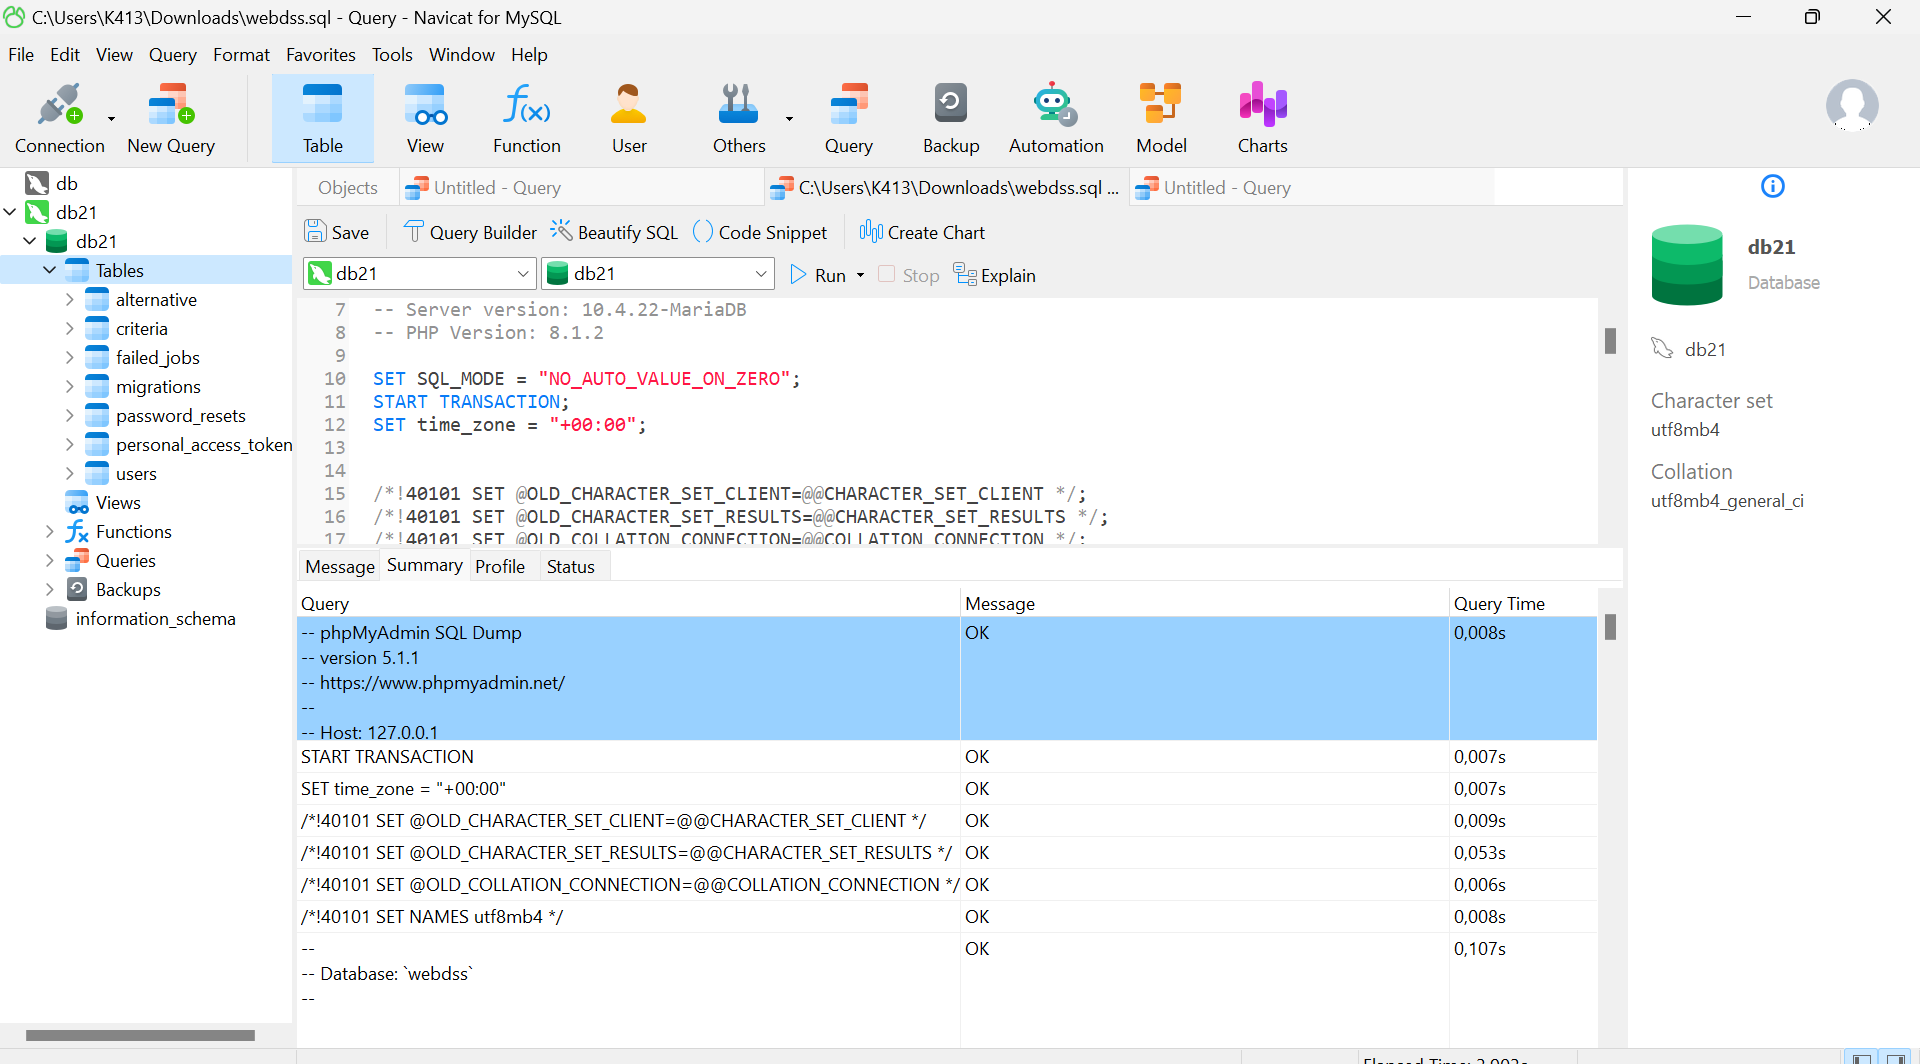 C:\Users\K413\Downloads\webdss.sql - Query - Navicat for MySQL
File Edit View Query Format Favorites Tools Window Help
Connection New Query Table View Function User Others Query Backup Automation Model Charts
db
db21
db21
Tables
alternative
criteria
failed_jobs
migrations
password_resets
personal_access_token
users
Views
Functions
Queries
Backups
information_schema
Objects Untitled - Query C:\Users\K413\Downloads\webdss.sql ... Untitled - Query
Save Query Builder Beautify SQL Code Snippet Create Chart
db21 db21 Run Stop Explain
7 -- Server version: 10.4.22-MariaDB
8 -- PHP Version: 8.1.2
9
10 SET SQL_MODE = "NO_AUTO_VALUE_ON_ZERO";
11 START TRANSACTION;
12 SET time_zone = "+00:00";
13
14
15 /*!40101 SET @OLD_CHARACTER_SET_CLIENT=@@CHARACTER_SET_CLIENT */;
16 /*!40101 SET @OLD_CHARACTER_SET_RESULTS=@@CHARACTER_SET_RESULTS */;
17 /*!40101 SET @OLD_COLLATION_CONNECTION=@@COLLATION_CONNECTION */;
Message Summary Profile Status
Query Message Query Time
-- phpMyAdmin SQL Dump OK 0,008s
-- version 5.1.1
-- https://www.phpmyadmin.net/
--
-- Host: 127.0.0.1
START TRANSACTION OK 0,007s
SET time_zone = "+00:00" OK 0,007s
/*!40101 SET @OLD_CHARACTER_SET_CLIENT=@@CHARACTER_SET_CLIENT */ OK 0,009s
/*!40101 SET @OLD_CHARACTER_SET_RESULTS=@@CHARACTER_SET_RESULTS */ OK 0,053s
/*!40101 SET @OLD_COLLATION_CONNECTION=@@COLLATION_CONNECTION */ OK 0,006s
/*!40101 SET NAMES utf8mb4 */ OK 0,008s
-- OK 0,107s
-- Database: `webdss`
--
db21
Database
db21
Character set
utf8mb4
Collation
utf8mb4_general_ci
Elapsed Time: